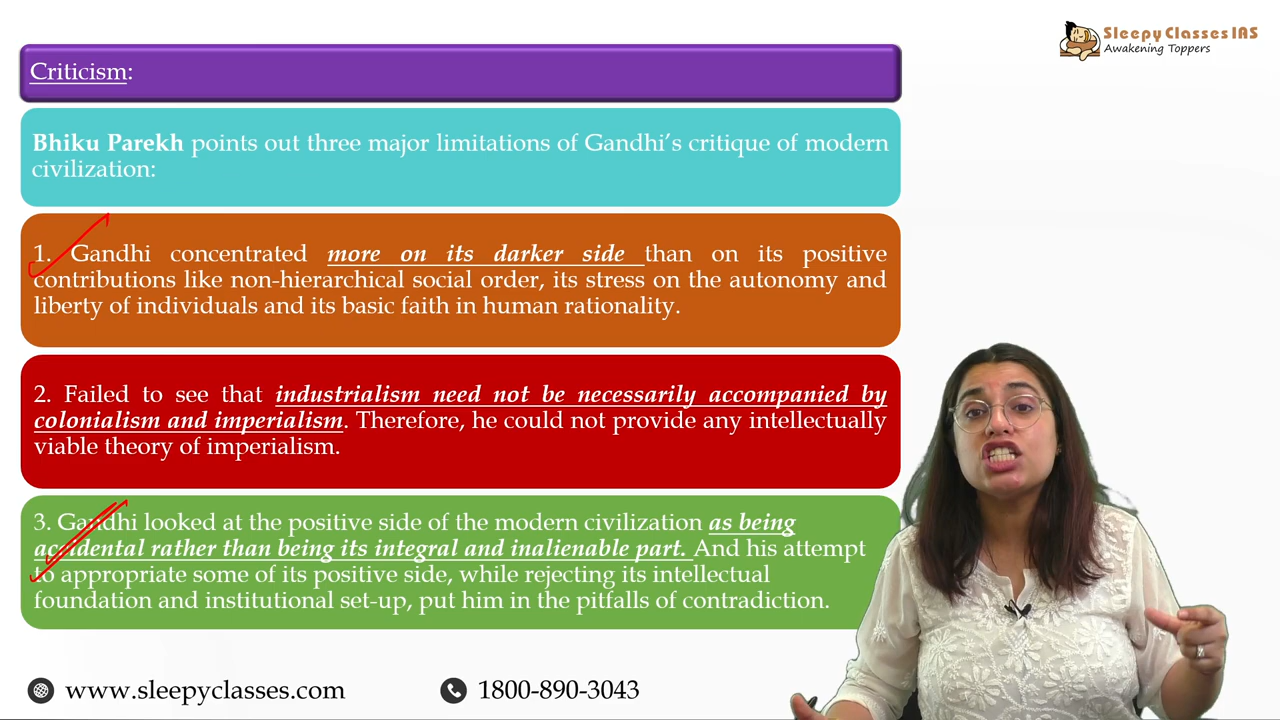 Sleepy Classes IAS
Awakening Toppers
Criticism:
Bhiku Parekh points out three major limitations of Gandhi’s critique of modern
civilization:
1. Gandhi concentrated more on its darker side than on its positive
contributions like non-hierarchical social order, its stress on the autonomy and
liberty of individuals and its basic faith in human rationality.
2. Failed to see that industrialism need not be necessarily accompanied by
colonialism and imperialism. Therefore, he could not provide any intellectually
viable theory of imperialism.
3. Gandhi looked at the positive side of the modern civilization as being
accidental rather than being its integral and inalienable part. And his attempt
to appropriate some of its positive side, while rejecting its intellectual
foundation and institutional set-up, put him in the pitfalls of contradiction.
www.sleepyclasses.com
1800-890-3043